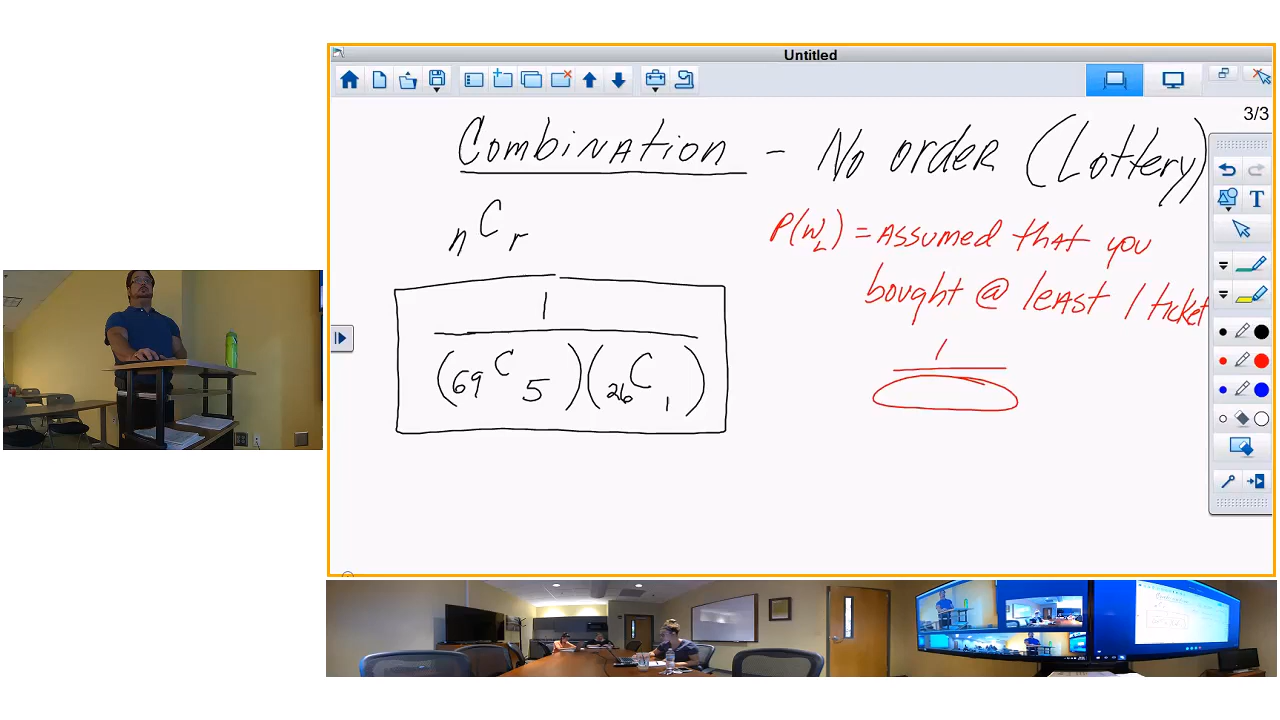 Untitled
3/3
Combination - No order (Lottery)
nCr
P(WL) = Assumed that you
bought @ least 1 ticket
1
(69C5)(26C1)
1
T